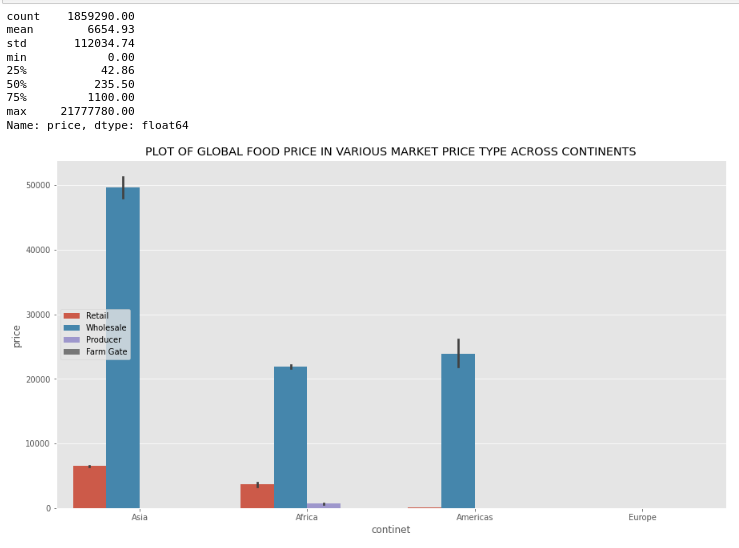 count 1859290.00
mean 6654.93
std 112034.74
min 0.00
25% 42.86
50% 235.50
75% 1100.00
max 21777780.00
Name: price, dtype: float64
PLOT OF GLOBAL FOOD PRICE IN VARIOUS MARKET PRICE TYPE ACROSS CONTINENTS
50000
40000
30000
20000
10000
0
price
Retail
Wholesale
Producer
Farm Gate
Asia Africa Americas Europe
continet